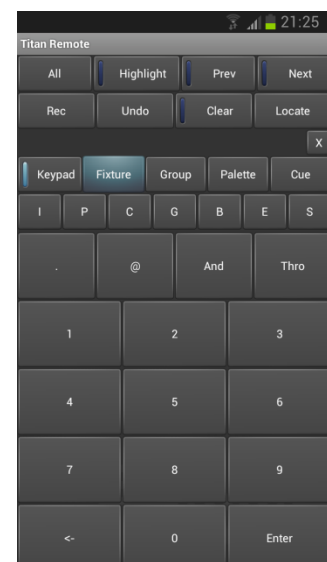 21:25
Titan Remote
All Highlight Prev Next
Rec Undo Clear Locate
X
Keypad Fixture Group Palette Cue
I P C G B E S
. @ And Thro
1 2 3
4 5 6
7 8 9
<- 0 Enter